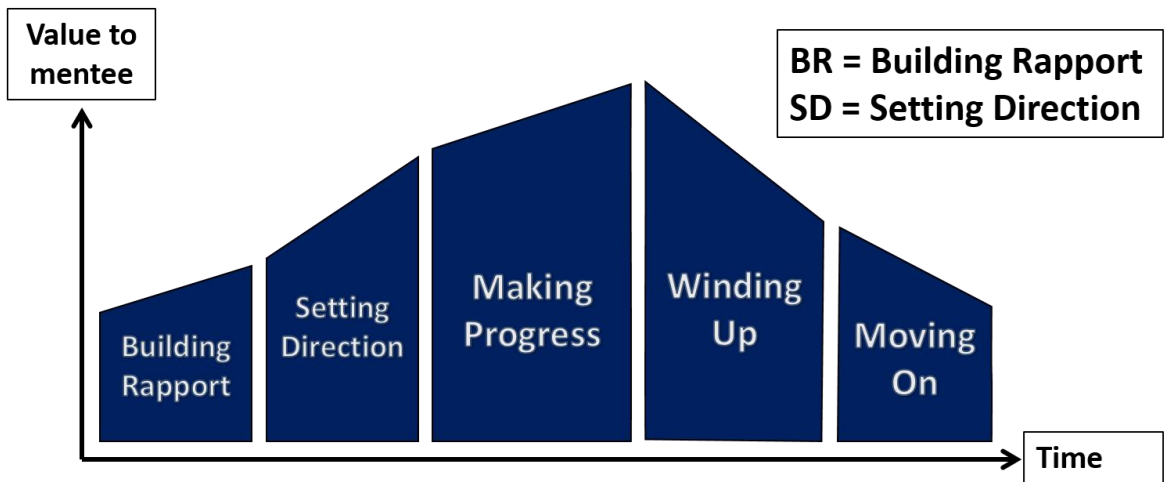 Value to
mentee
BR = Building Rapport
SD = Setting Direction
Building
Rapport
Setting
Direction
Making
Progress
Winding
Up
Moving
On
Time